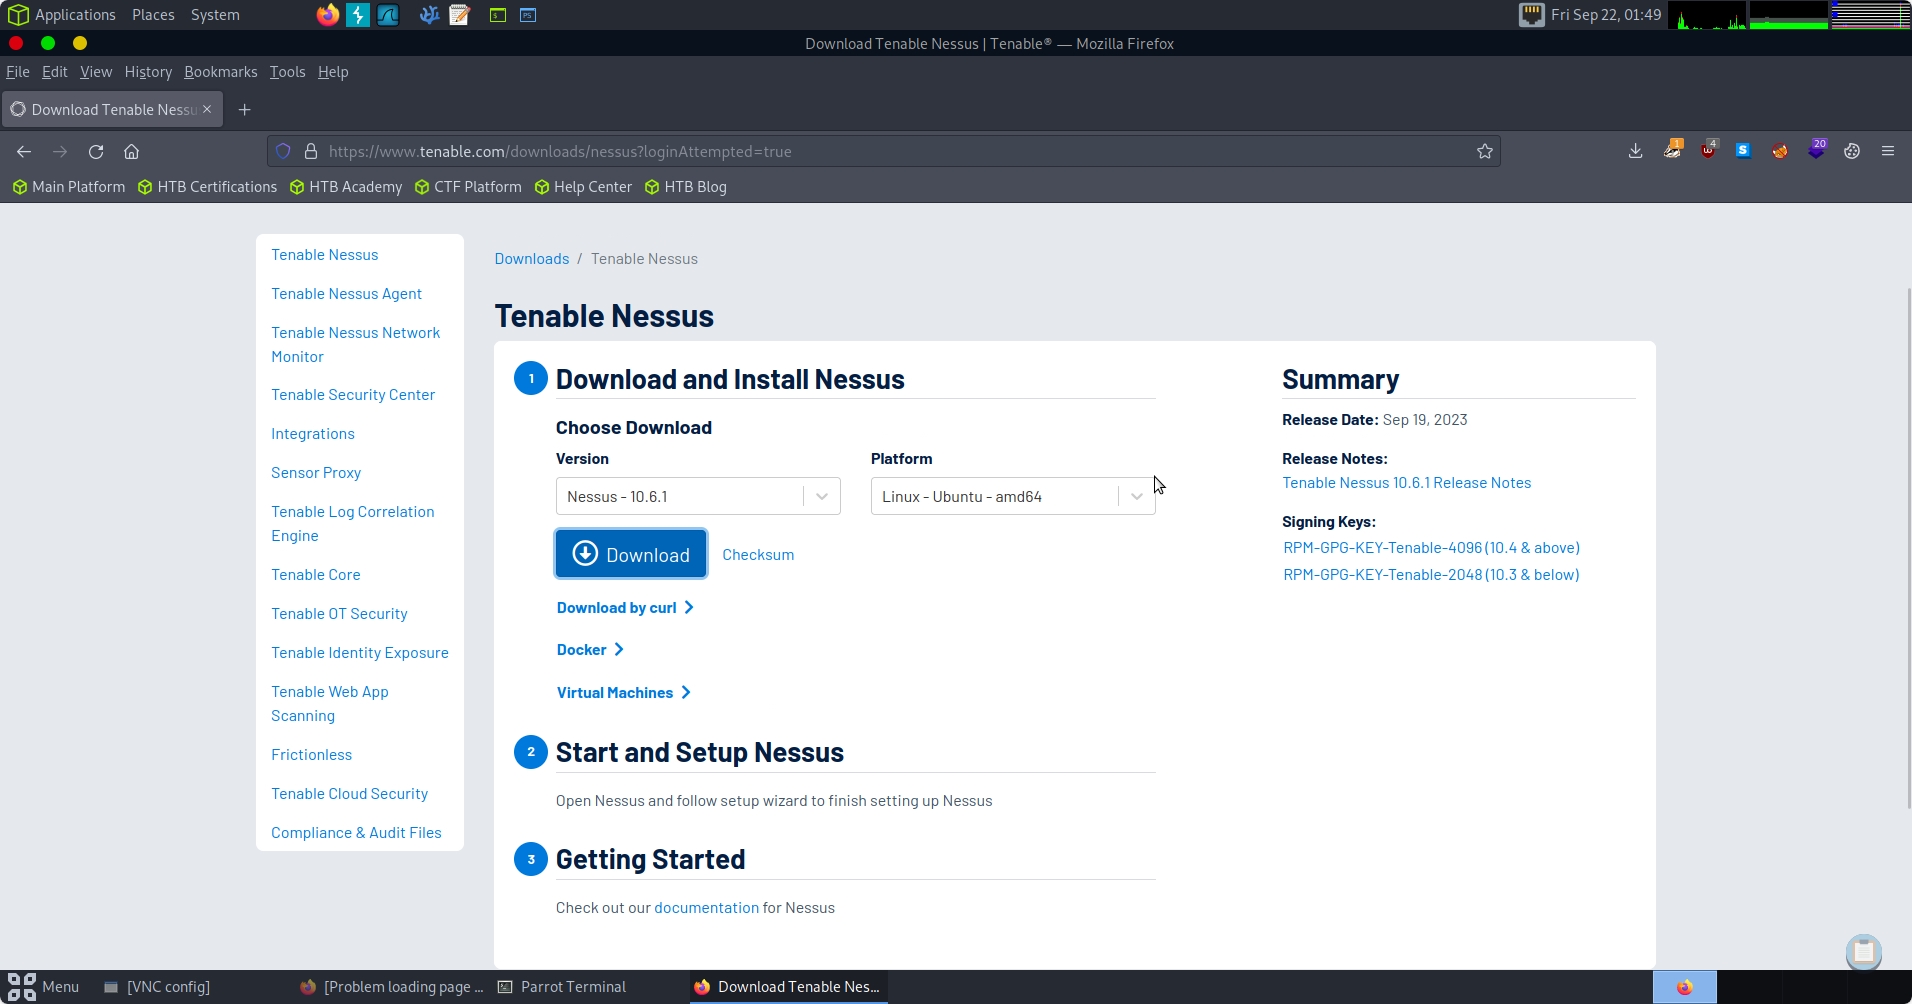 Applications Places System
Fri Sep 22, 01:49
Download Tenable Nessus | Tenable® — Mozilla Firefox
File Edit View History Bookmarks Tools Help
Download Tenable Nessu
https://www.tenable.com/downloads/nessus?loginAttempted=true
1
4
S
20
Main Platform HTB Certifications HTB Academy CTF Platform Help Center HTB Blog
Tenable Nessus
Tenable Nessus Agent
Tenable Nessus Network
Monitor
Tenable Security Center
Integrations
Sensor Proxy
Tenable Log Correlation
Engine
Tenable Core
Tenable OT Security
Tenable Identity Exposure
Tenable Web App
Scanning
Frictionless
Tenable Cloud Security
Compliance & Audit Files
Downloads / Tenable Nessus
Tenable Nessus
1 Download and Install Nessus
Choose Download
Version Platform
Nessus - 10.6.1 Linux - Ubuntu - amd64
Download Checksum
Download by curl
Docker
Virtual Machines
2 Start and Setup Nessus
Open Nessus and follow setup wizard to finish setting up Nessus
3 Getting Started
Check out our documentation for Nessus
Summary
Release Date: Sep 19, 2023
Release Notes:
Tenable Nessus 10.6.1 Release Notes
Signing Keys:
RPM-GPG-KEY-Tenable-4096 (10.4 & above)
RPM-GPG-KEY-Tenable-2048 (10.3 & below)
Menu [VNC config] [Problem loading page ... Parrot Terminal Download Tenable Nes...